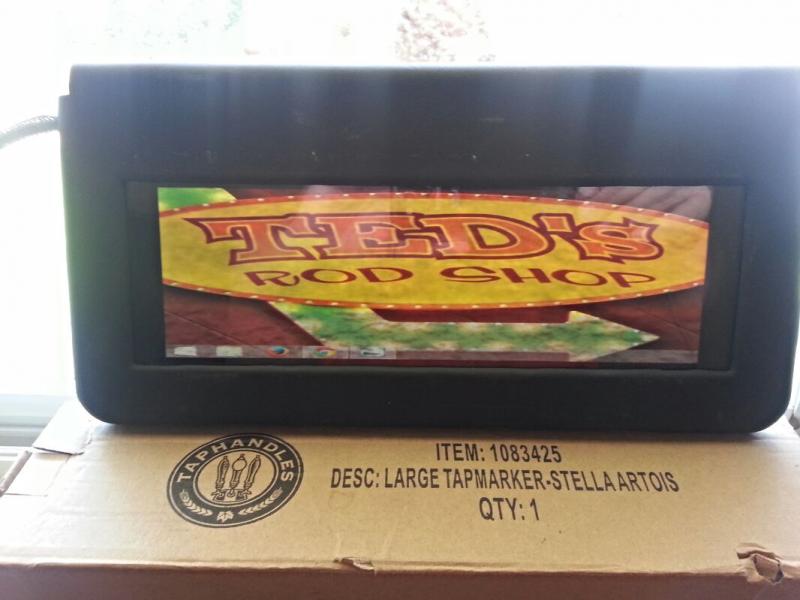 TED's
ROD SHOP
TAPHANDLES
ITEM: 1083425
DESC: LARGE TAPMARKER-STELLA ARTOIS
QTY: 1